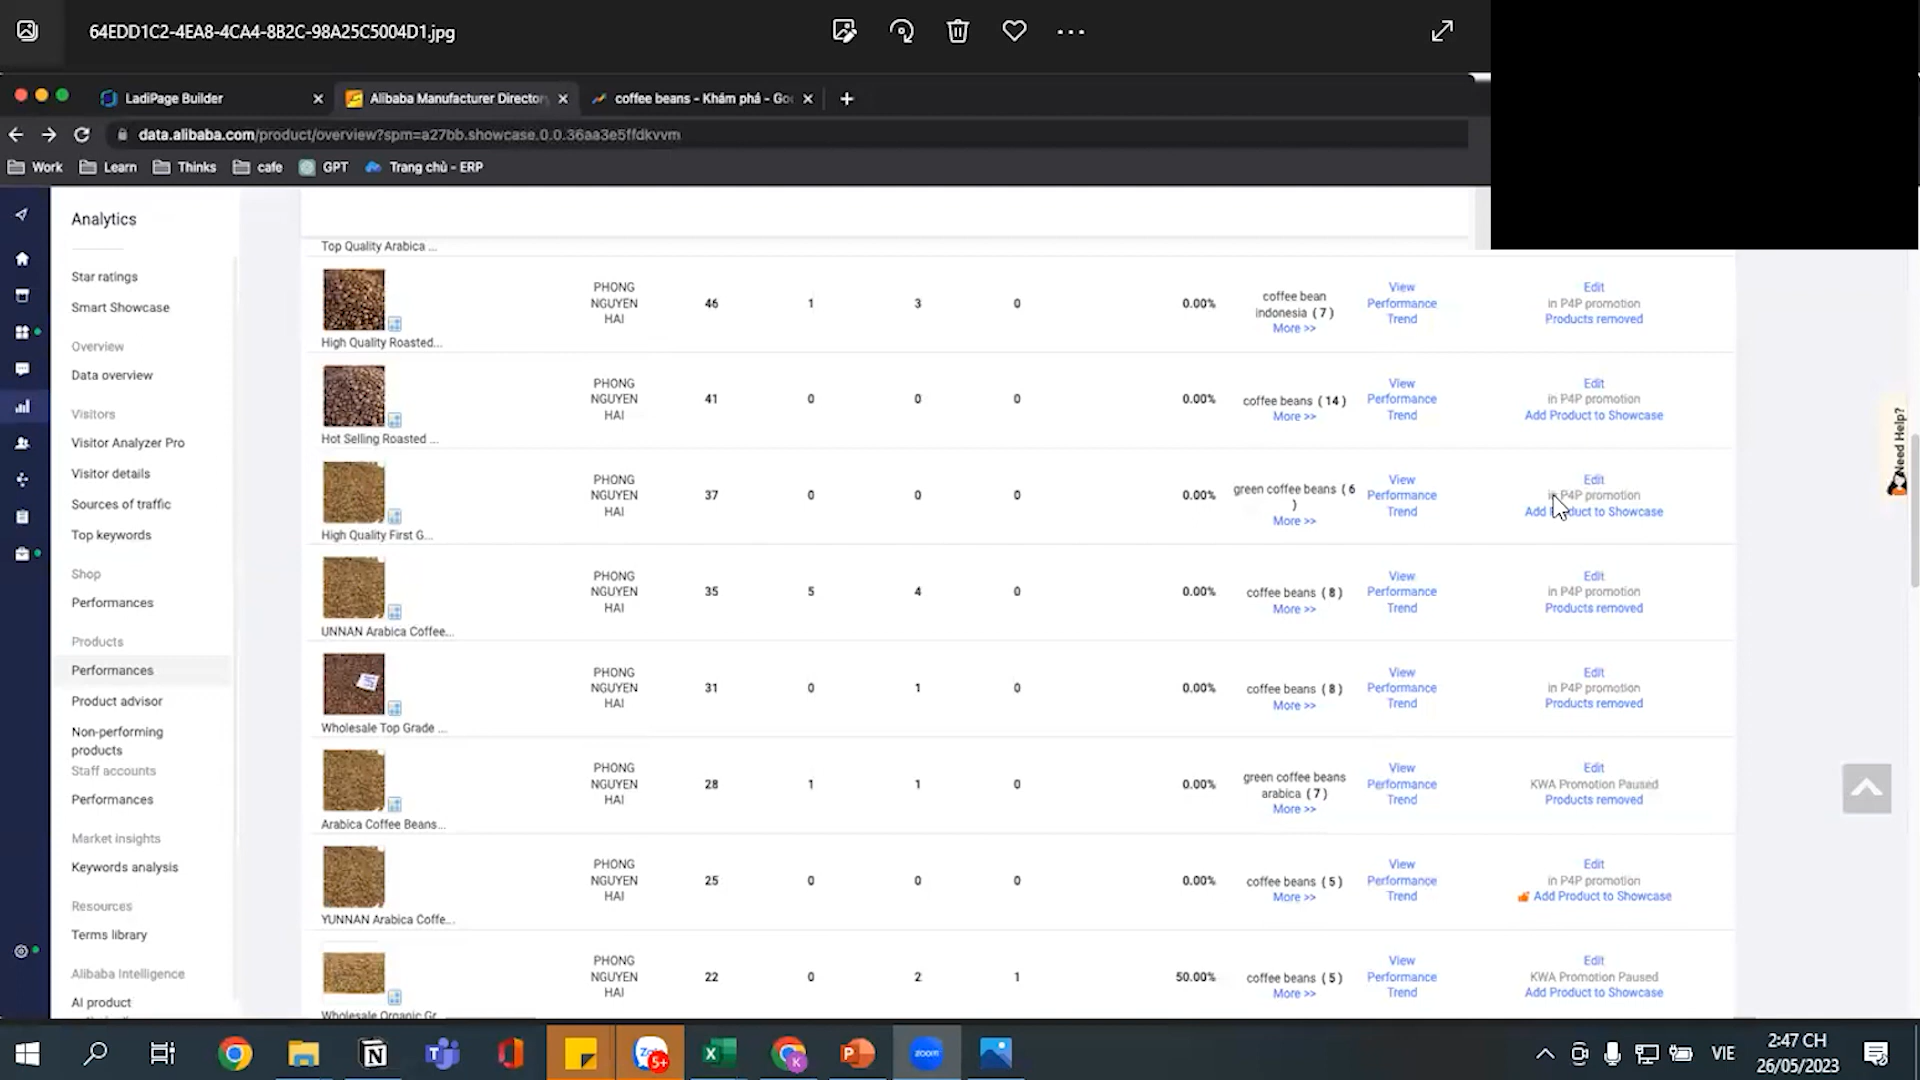 64EDD1C2-4EA8-4CA4-8B2C-98A25C5004D1.jpg
LadiPage Builder
Alibaba Manufacturer Director
coffee beans - Khám phá - Goo
data.alibaba.com/product/overview?spm=a27bb.showcase.0.0.36aa3e5ffdkvvm
Work
Learn
Thinks
cafe
GPT
Trang chủ - ERP
Analytics
Star ratings
Smart Showcase
Overview
Data overview
Visitors
Visitor Analyzer Pro
Visitor details
Sources of traffic
Top keywords
Shop
Performances
Products
Performances
Product advisor
Non-performing
products
Staff accounts
Performances
Market insights
Keywords analysis
Resources
Terms library
Alibaba Intelligence
AI product
Top Quality Arabica ...
High Quality Roasted...
PHONG
NGUYEN
HAI
46 1 3 0 0.00%
coffee bean
indonesia ( 7 )
More >>
View
Performance
Trend
Edit
in P4P promotion
Products removed
Hot Selling Roasted ...
PHONG
NGUYEN
HAI
41 0 0 0 0.00%
coffee beans ( 14 )
More >>
View
Performance
Trend
Edit
in P4P promotion
Add Product to Showcase
High Quality First G...
PHONG
NGUYEN
HAI
37 0 0 0 0.00%
green coffee beans ( 6
)
More >>
View
Performance
Trend
Edit
in P4P promotion
Add Product to Showcase
UNNAN Arabica Coffee...
PHONG
NGUYEN
HAI
35 5 4 0 0.00%
coffee beans ( 8 )
More >>
View
Performance
Trend
Edit
in P4P promotion
Products removed
Wholesale Top Grade ...
PHONG
NGUYEN
HAI
31 0 1 0 0.00%
coffee beans ( 8 )
More >>
View
Performance
Trend
Edit
in P4P promotion
Products removed
Arabica Coffee Beans...
PHONG
NGUYEN
HAI
28 1 1 0 0.00%
green coffee beans
arabica ( 7 )
More >>
View
Performance
Trend
Edit
KWA Promotion Paused
Products removed
YUNNAN Arabica Coffe...
PHONG
NGUYEN
HAI
25 0 0 0 0.00%
coffee beans ( 5 )
More >>
View
Performance
Trend
Edit
in P4P promotion
Add Product to Showcase
Wholesale Organic Gr
PHONG
NGUYEN
HAI
22 0 2 1 50.00%
coffee beans ( 5 )
More >>
View
Performance
Trend
Edit
KWA Promotion Paused
Add Product to Showcase
Need Help?
5+
zoom
VIE
2:47 CH
26/05/2023